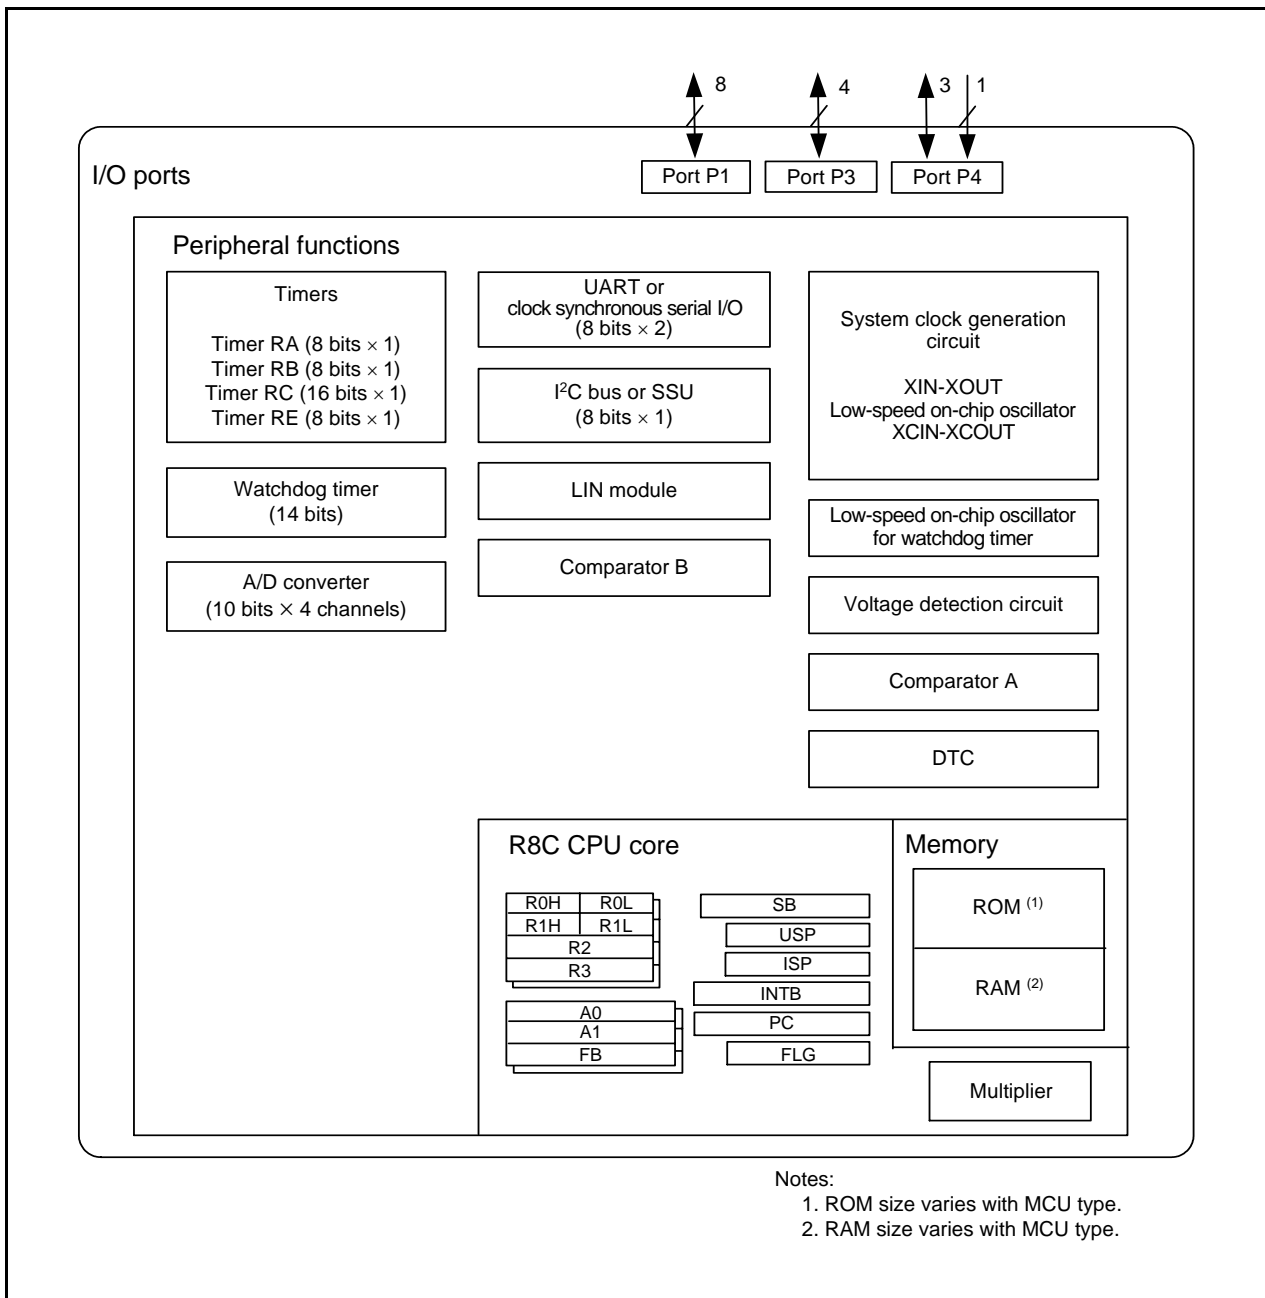 8
4
3
1
I/O ports
Port P1
Port P3
Port P4
Peripheral functions
Timers
Timer RA (8 bits × 1)
Timer RB (8 bits × 1)
Timer RC (16 bits × 1)
Timer RE (8 bits × 1)
Watchdog timer
(14 bits)
A/D converter
(10 bits × 4 channels)
UART or
clock synchronous serial I/O
(8 bits × 2)
I²C bus or SSU
(8 bits × 1)
LIN module
Comparator B
System clock generation
circuit
XIN-XOUT
Low-speed on-chip oscillator
XCIN-XCOUT
Low-speed on-chip oscillator
for watchdog timer
Voltage detection circuit
Comparator A
DTC
R8C CPU core
R0H
R0L
R1H
R1L
R2
R3
A0
A1
FB
SB
USP
ISP
INTB
PC
FLG
Memory
ROM (1)
RAM (2)
Multiplier
Notes:
1. ROM size varies with MCU type.
2. RAM size varies with MCU type.